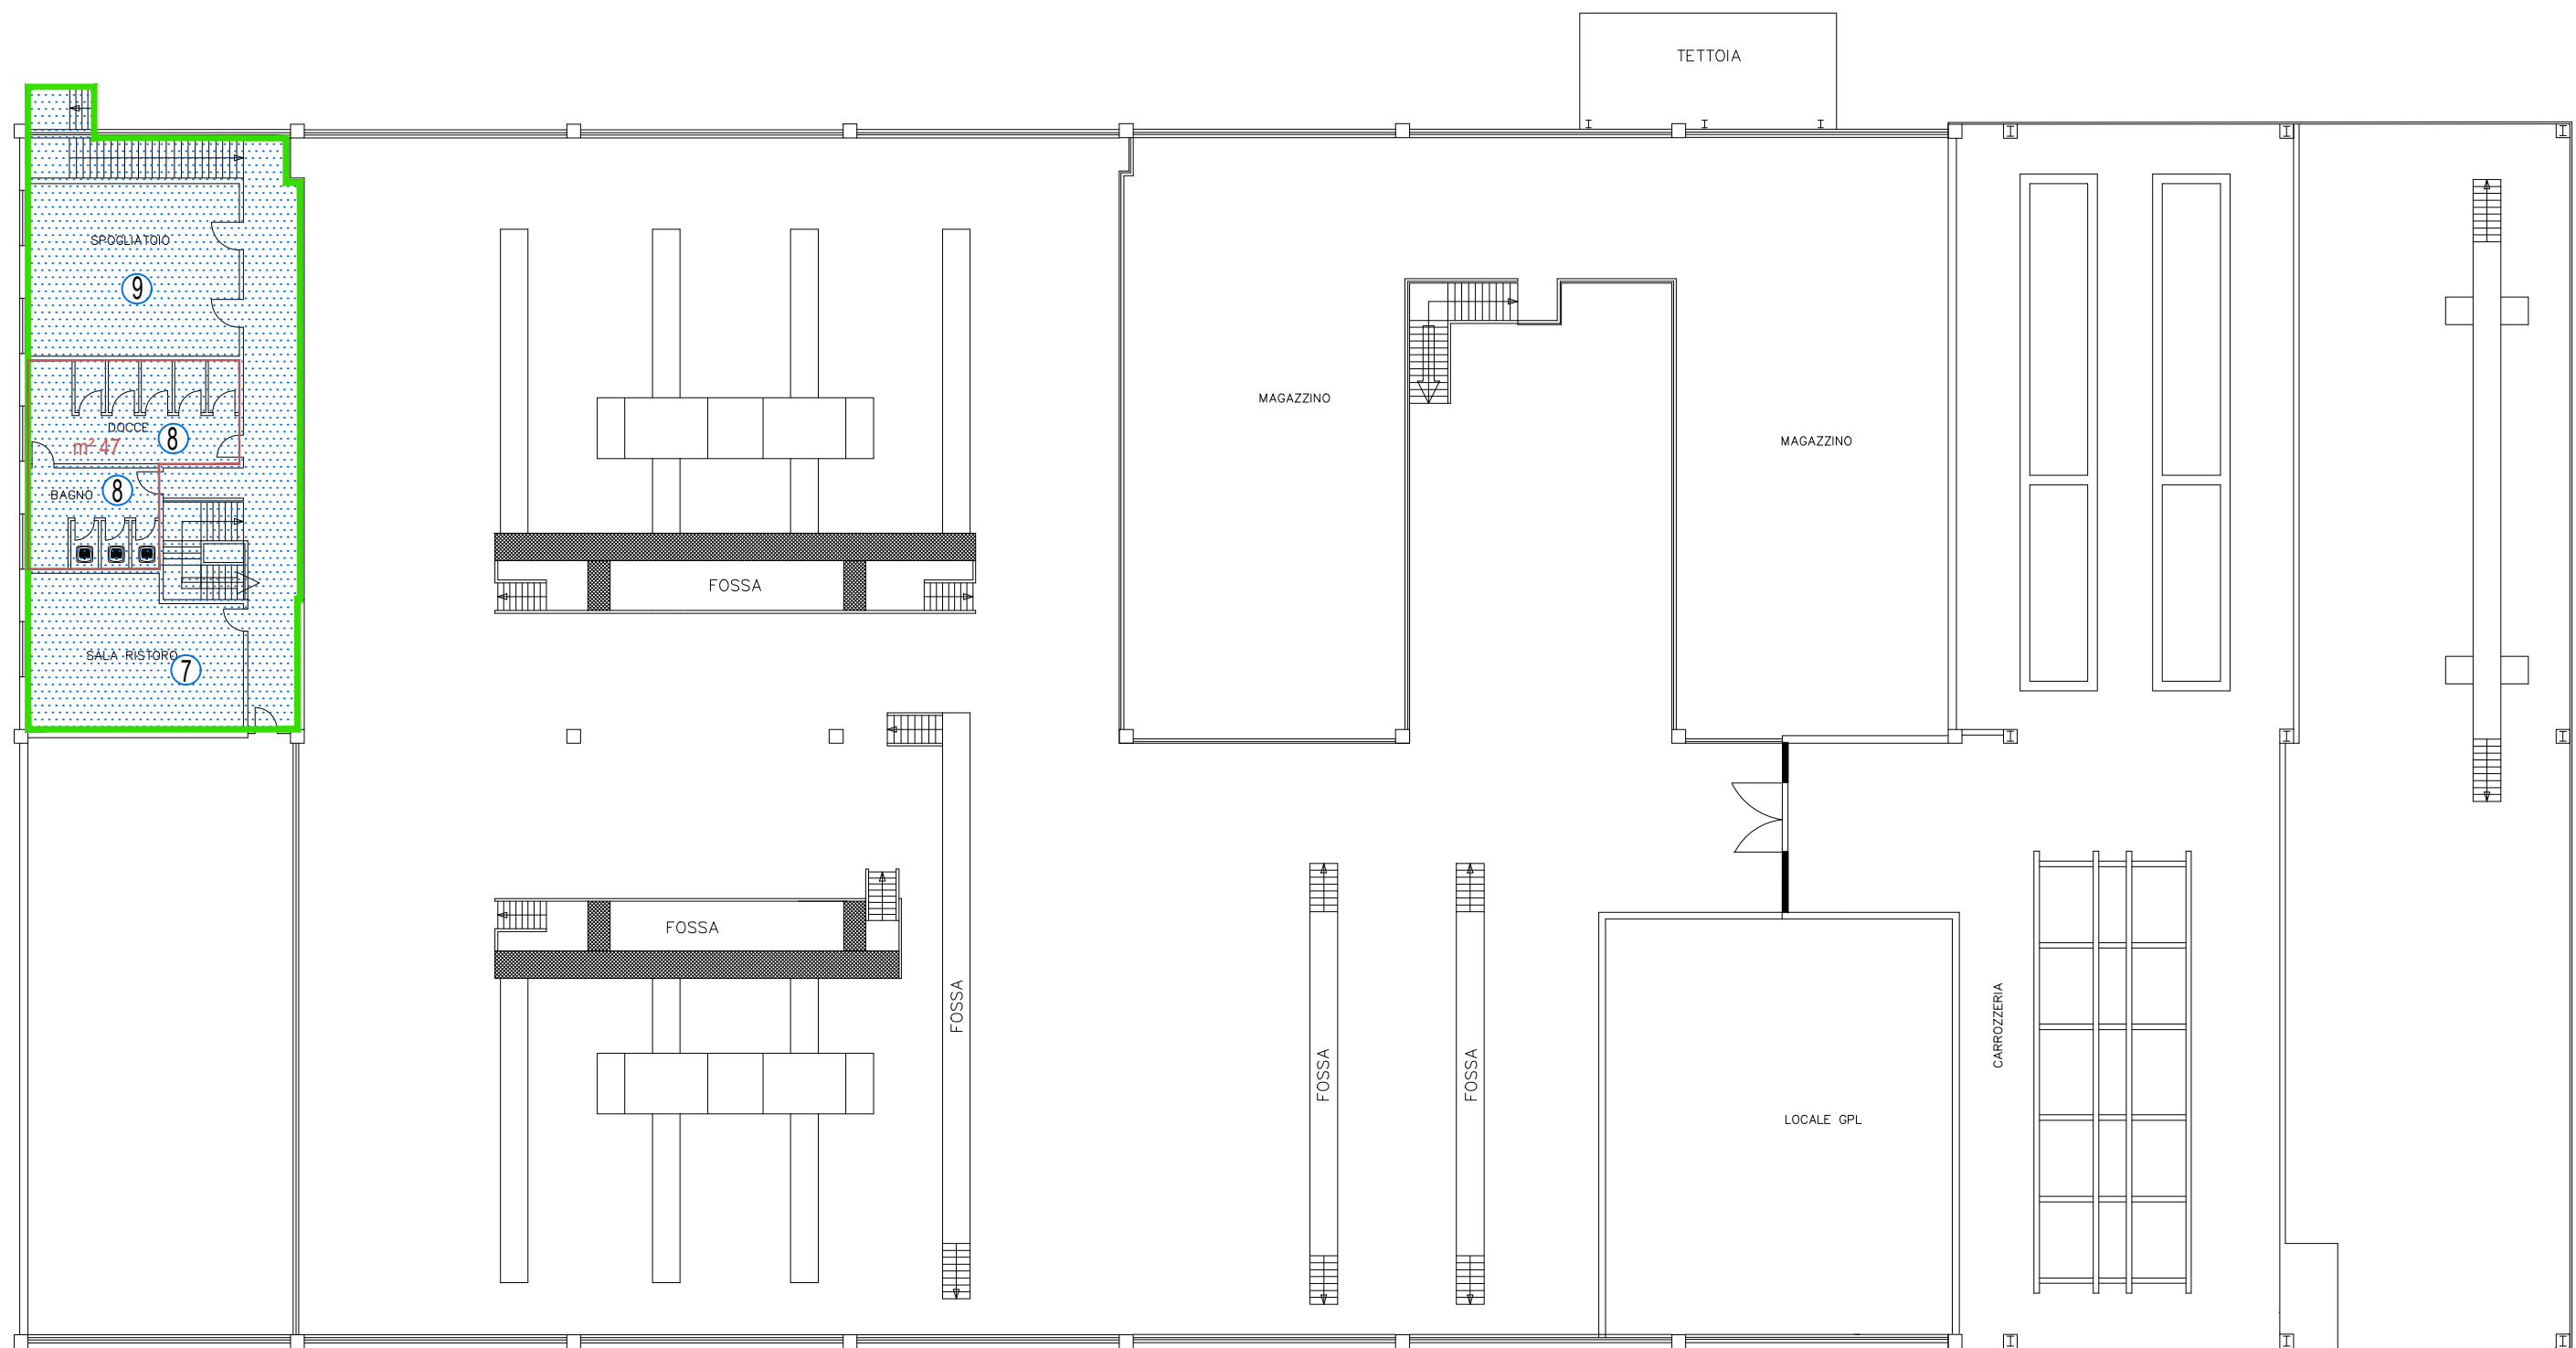 TETTOIA
SPOGLIATOIO
9
MAGAZZINO
DOCCE
8
m² 47
MAGAZZINO
BAGNO
8
FOSSA
SALA RISTORO
7
FOSSA
FOSSA
FOSSA
FOSSA
CARROZZERIA
LOCALE GPL